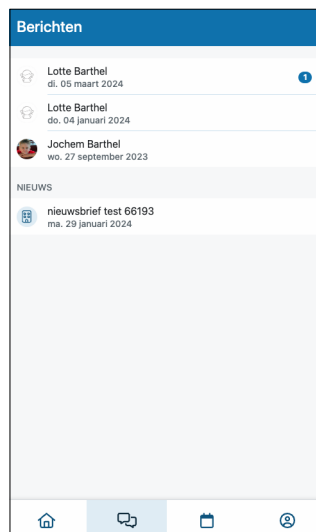 Berichten
Lotte Barthel
di. 05 maart 2024
1
Lotte Barthel
do. 04 januari 2024
Jochem Barthel
wo. 27 september 2023
NIEUWS
nieuwsbrief test 66193
ma. 29 januari 2024